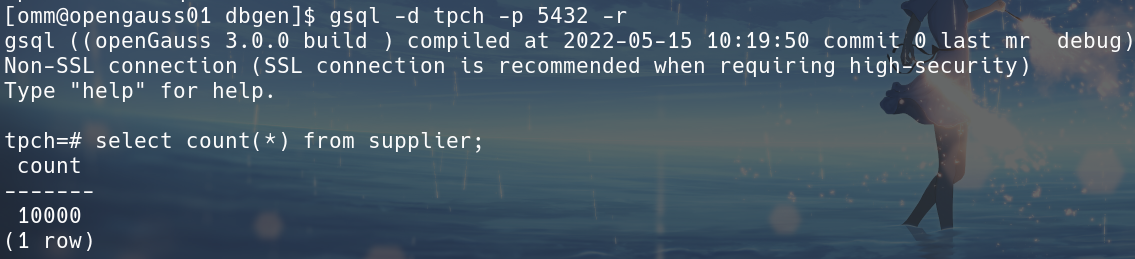 [omm@opengauss01 dbgen]$ gsql -d tpch -p 5432 -r
gsql ((openGauss 3.0.0 build ) compiled at 2022-05-15 10:19:50 commit 0 last mr  debug)
Non-SSL connection (SSL connection is recommended when requiring high-security)
Type "help" for help.

tpch=# select count(*) from supplier;
 count
-------
 10000
(1 row)